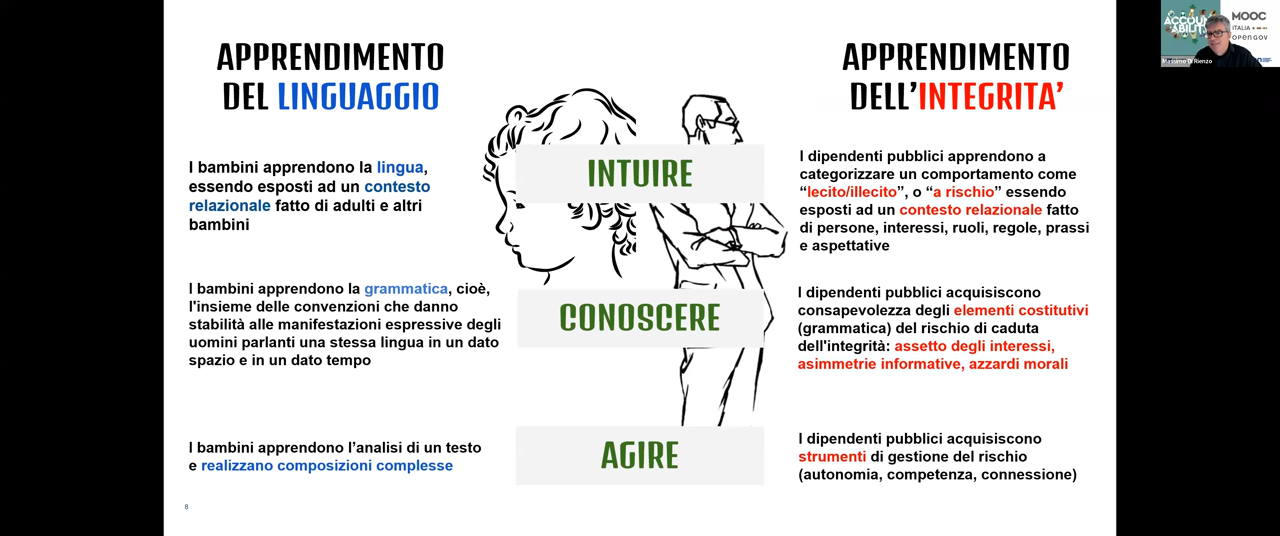 APPRENDIMENTO
DEL LINGUAGGIO
APPRENDIMENTO
DELL’INTEGRITA’
I bambini apprendono la lingua,
essendo esposti ad un contesto
relazionale fatto di adulti e altri
bambini
INTUIRE
I dipendenti pubblici apprendono a
categorizzare un comportamento come
“lecito/illecito”, o “a rischio” essendo
esposti ad un contesto relazionale fatto
di persone, interessi, ruoli, regole, prassi
e aspettative
I bambini apprendono la grammatica, cioè,
l'insieme delle convenzioni che danno
stabilità alle manifestazioni espressive degli
uomini parlanti una stessa lingua in un dato
spazio e in un dato tempo
CONOSCERE
I dipendenti pubblici acquisiscono
consapevolezza degli elementi costitutivi
(grammatica) del rischio di caduta
dell'integrità: assetto degli interessi,
asimmetrie informative, azzardi morali
I bambini apprendono l’analisi di un testo
e realizzano composizioni complesse
AGIRE
I dipendenti pubblici acquisiscono
strumenti di gestione del rischio
(autonomia, competenza, connessione)
8
MOOC
ITALIA
OPEN GOV
Massimo Di Rienzo